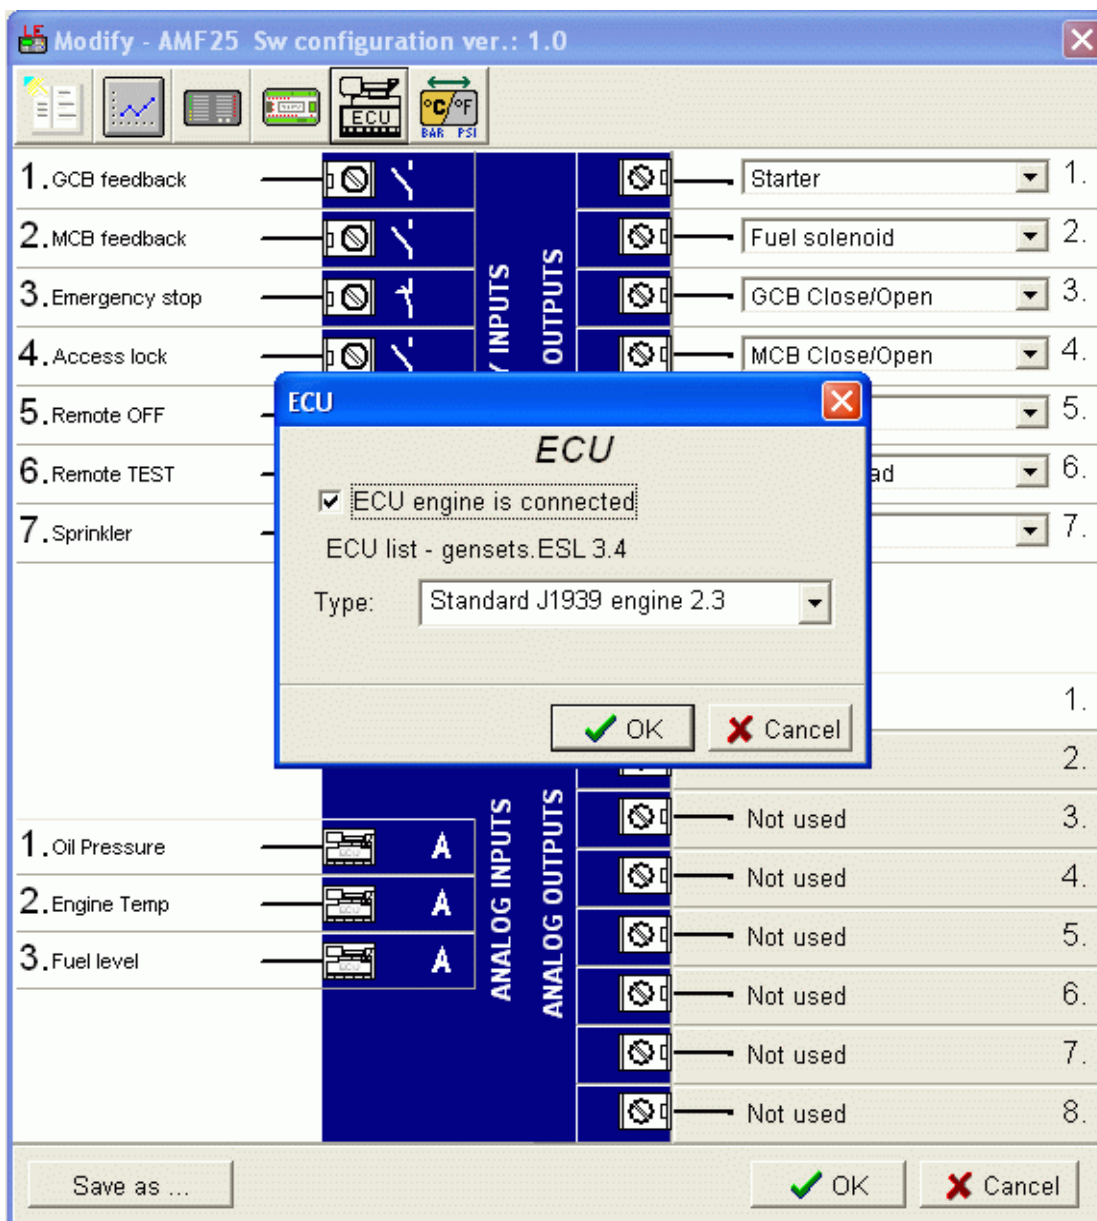 Modify - AMF25 Sw configuration ver.: 1.0
ECU
°C/°F
BAR PSI
1. GCB feedback
Starter 1.
2. MCB feedback
Fuel solenoid 2.
3. Emergency stop
GCB Close/Open 3.
4. Access lock
MCB Close/Open 4.
INPUTS
OUTPUTS
5. Remote OFF
5.
6. Remote TEST
ad 6.
7. Sprinkler
7.
ECU
ECU
ECU engine is connected
ECU list - gensets.ESL 3.4
Type: Standard J1939 engine 2.3
OK Cancel
1.
2.
1. Oil Pressure A
2. Engine Temp A
3. Fuel level A
ANALOG INPUTS
ANALOG OUTPUTS
Not used 3.
Not used 4.
Not used 5.
Not used 6.
Not used 7.
Not used 8.
Save as ... OK Cancel